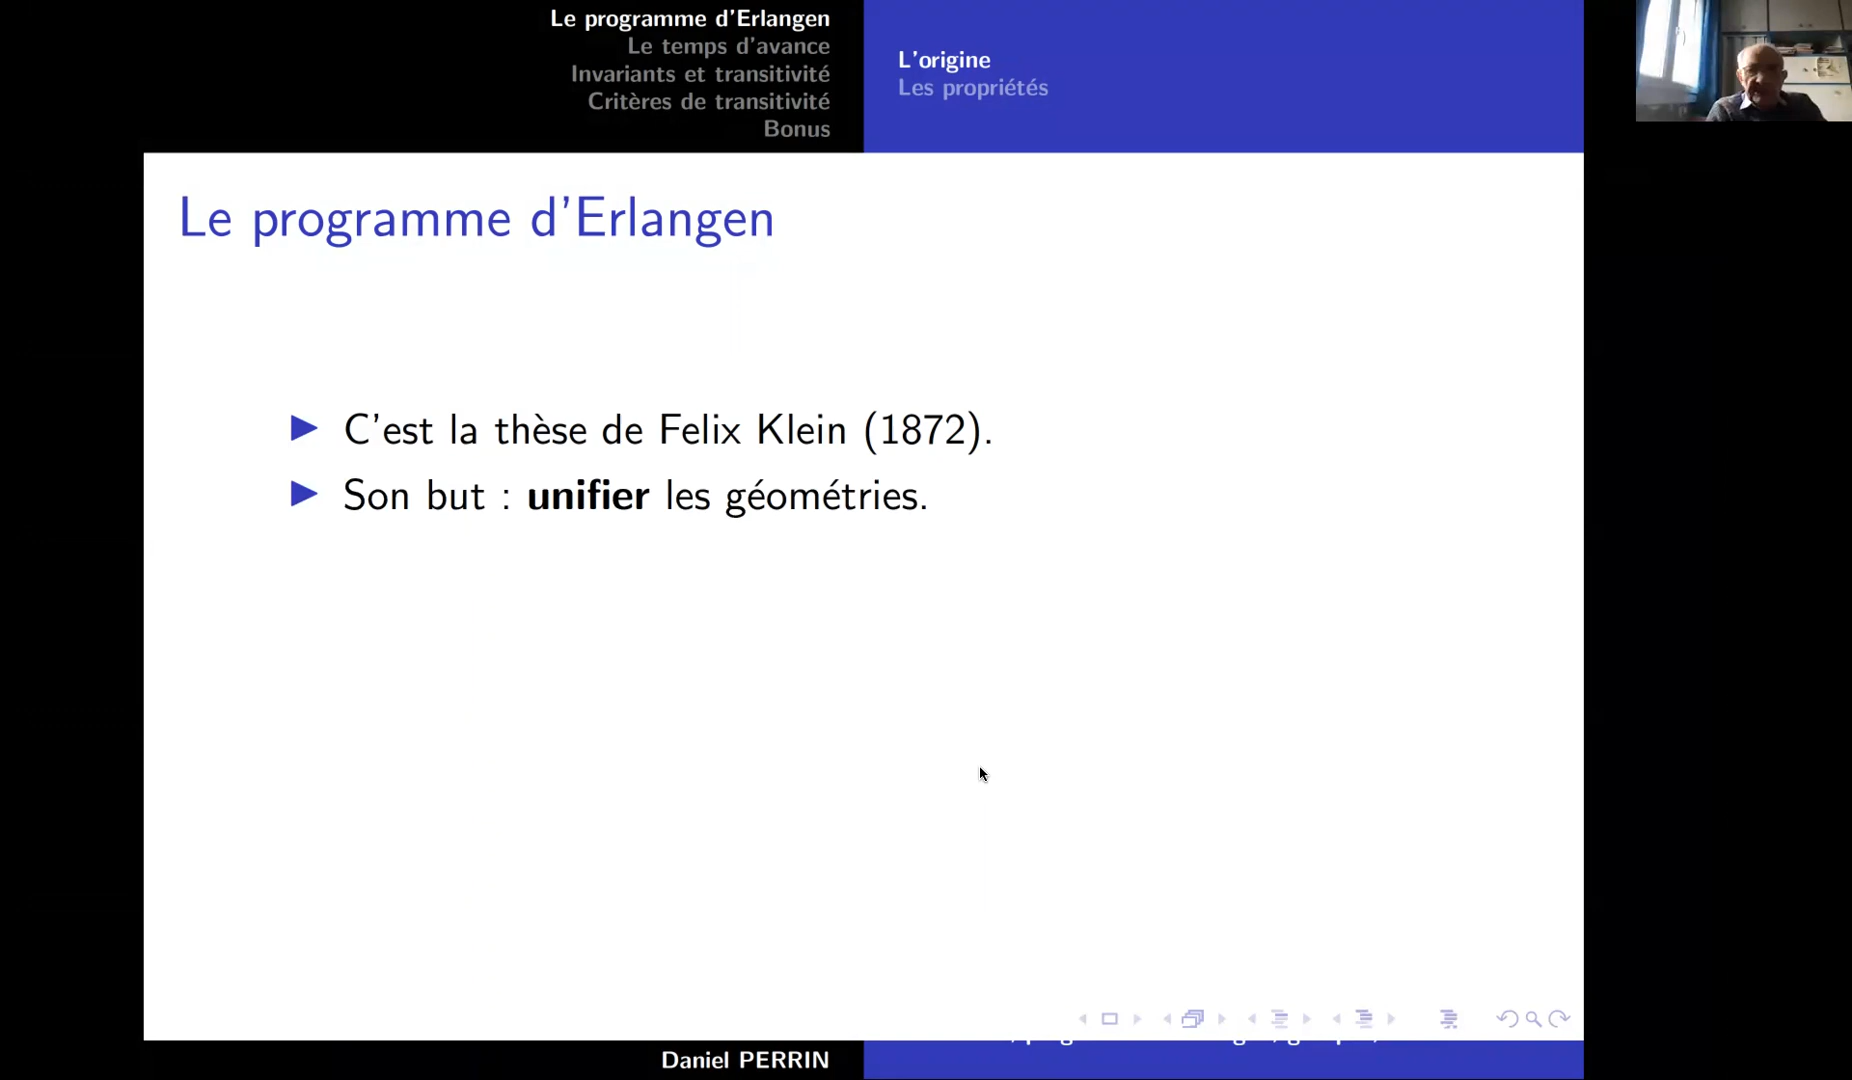 Le programme d'Erlangen
Le temps d'avance
Invariants et transitivité
Critères de transitivité
Bonus
L'origine
Les propriétés
Le programme d'Erlangen
C'est la thèse de Felix Klein (1872).
Son but : unifier les géométries.
Daniel PERRIN